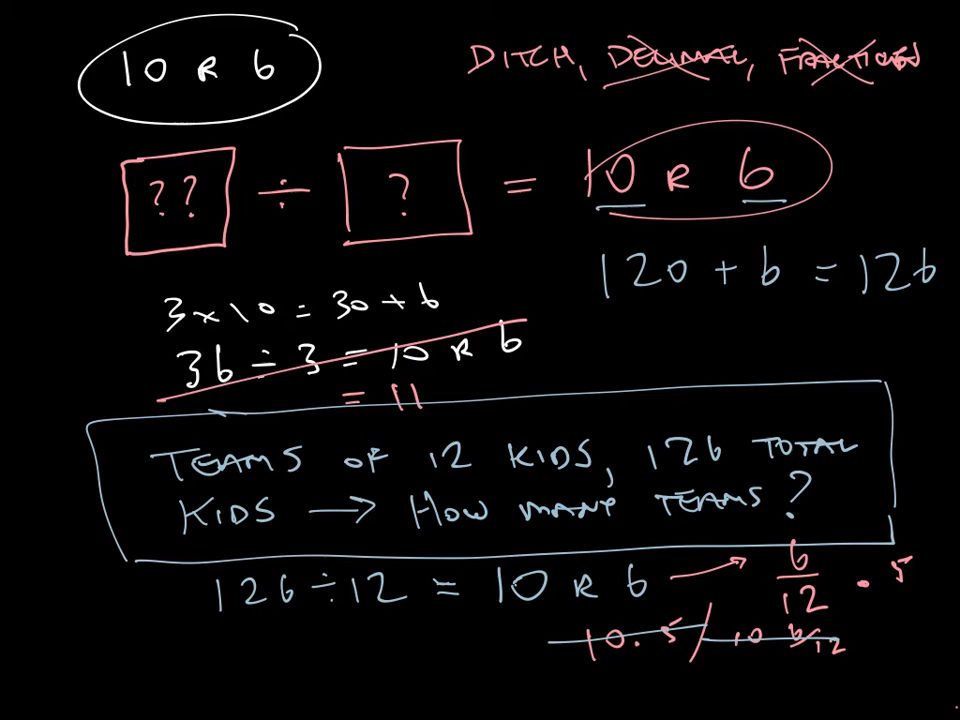 10 R 6
DITCH, DECIMAL, FRACTIONS
?? ÷ ? = 10 R 6
120 + 6 = 126
3 × 10 = 30 + 6
36 ÷ 3 = 10 R 6
= 11
TEAMS OF 12 KIDS, 126 TOTAL
KIDS → HOW MANY TEAMS?
126 ÷ 12 = 10 R 6 → 6/12 .5
10.5 / 10 6/12